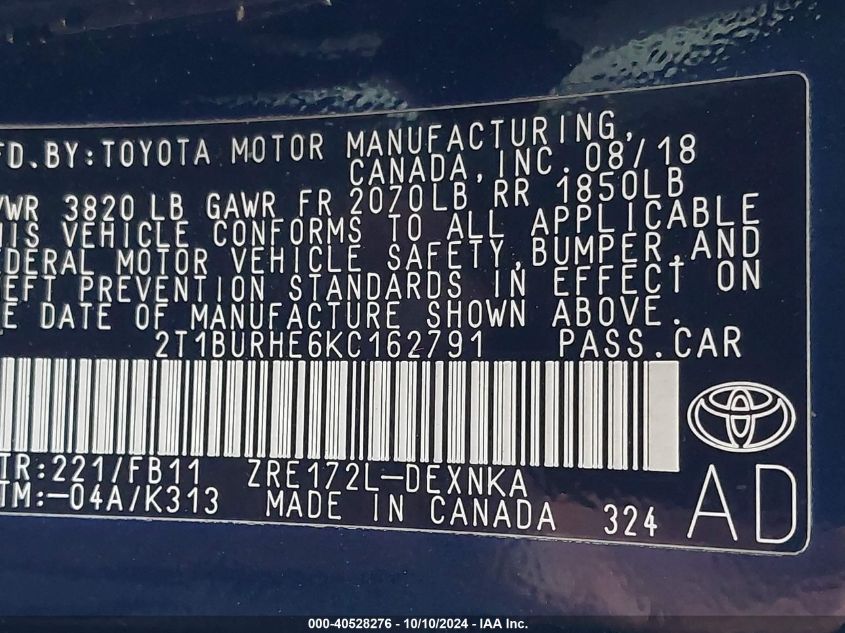 FD.BY:TOYOTA MOTOR MANUFACTURING,
CANADA,INC. 08/18
VWR 3820 LB GAWR FR 2070LB RR 1850LB
HIS VEHICLE CONFORMS TO ALL APPLICABLE
EDERAL MOTOR VEHICLE SAFETY,BUMPER,AND
EFT PREVENTION STANDARDS IN EFFECT ON
E DATE OF MANUFACTURE SHOWN ABOVE.
2T1BURHE6KC162791 PASS.CAR
TR:221/FB11 ZRE172L-DEXNKA
TM:-04A/K313 MADE IN CANADA 324 AD
000-40528276 - 10/10/2024 - IAA Inc.